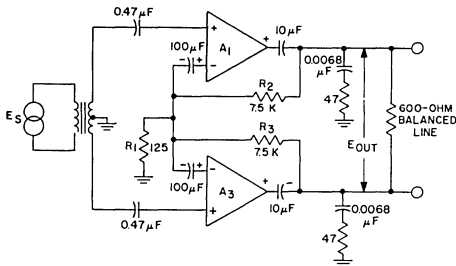 0.47µF
+
A1
+
10µF
100µF
- +
-
0.0068
µF
47
R2
7.5 K
ES
R1
125
R3
7.5 K
EOUT
600-OHM
BALANCED
LINE
- +
-
100µF
A3
+ -
10µF
+
0.47µF
0.0068
µF
47